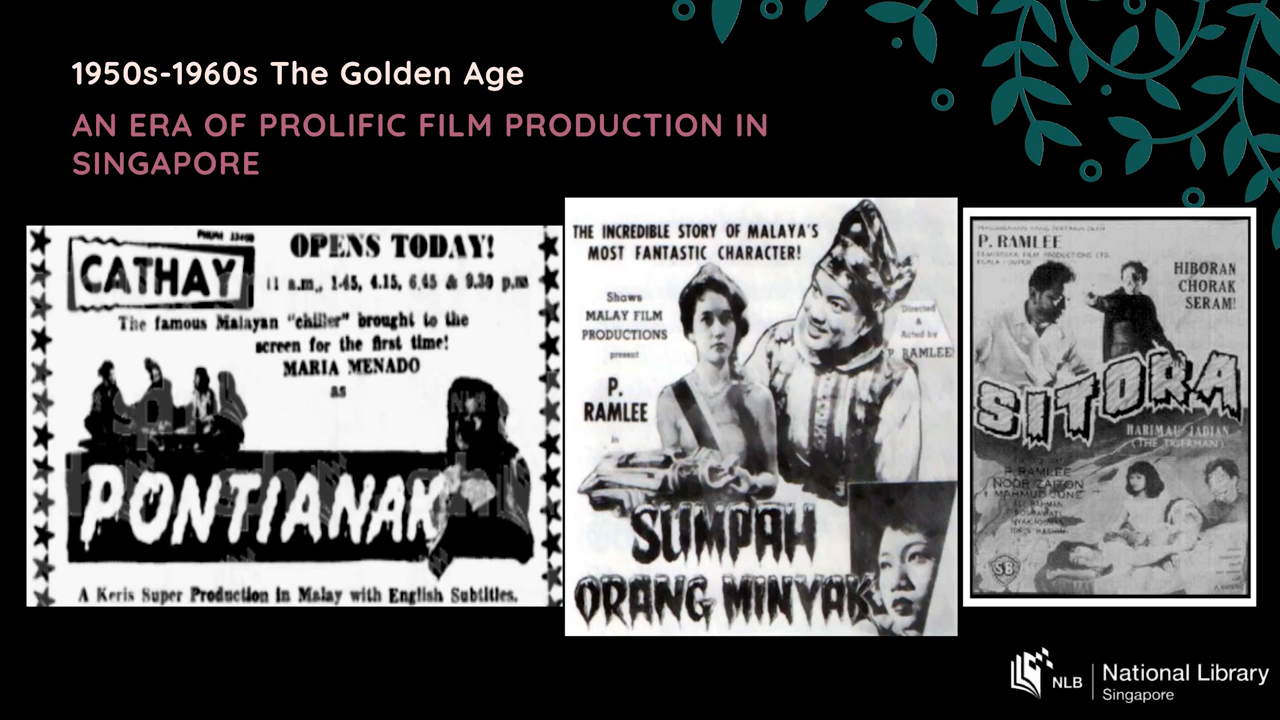 1950s-1960s The Golden Age
AN ERA OF PROLIFIC FILM PRODUCTION IN
SINGAPORE
CATHAY
OPENS TODAY!
11 a.m., 1.45, 4.15, 6.45 & 9.30 p.m.
The famous Malayan "chiller" brought to the
screen for the first time!
MARIA MENADO
as
PONTIANAK
A Keris Super Production in Malay with English Subtitles.
THE INCREDIBLE STORY OF MALAYA'S
MOST FANTASTIC CHARACTER!
Shaws
MALAY FILM
PRODUCTIONS
present
P.
RAMLEE
in
Directed
&
Acted by
P. RAMLEE
SUMPAH
ORANG MINYAK
P. RAMLEE
HIBORAN
CHORAK
SERAM!
SITORA
HARIMAU JADIAN
(THE TIGERMAN)
P. RAMLEE
NOOR ZAITON
MAHMUD JUNE
SB
NLB
National Library
Singapore